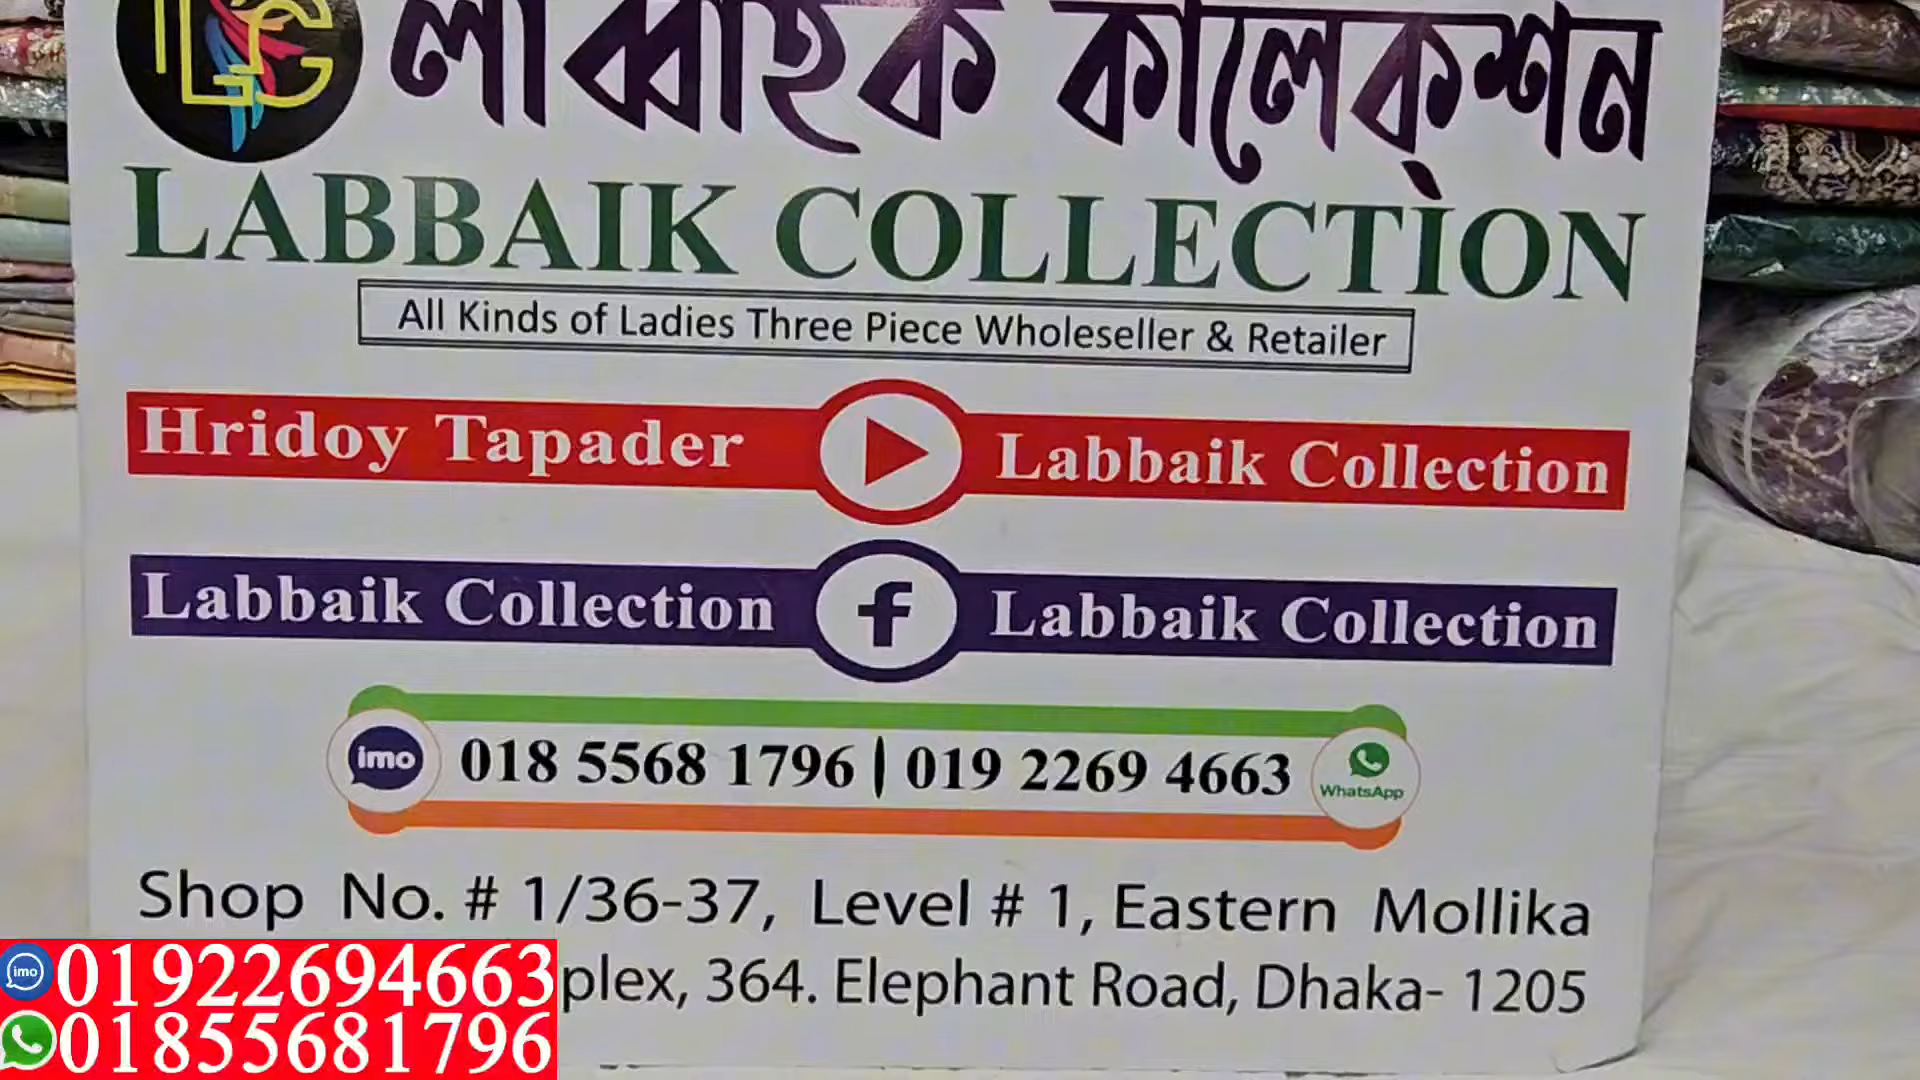 LC
লাব্বাইক কালেক্শন
LABBAIK COLLECTION
All Kinds of Ladies Three Piece Wholeseller & Retailer
Hridoy Tapader Labbaik Collection
Labbaik Collection f Labbaik Collection
imo 018 5568 1796 | 019 2269 4663 WhatsApp
Shop No. # 1/36-37, Level # 1, Eastern Mollika
plex, 364. Elephant Road, Dhaka- 1205
imo 01922694663
01855681796